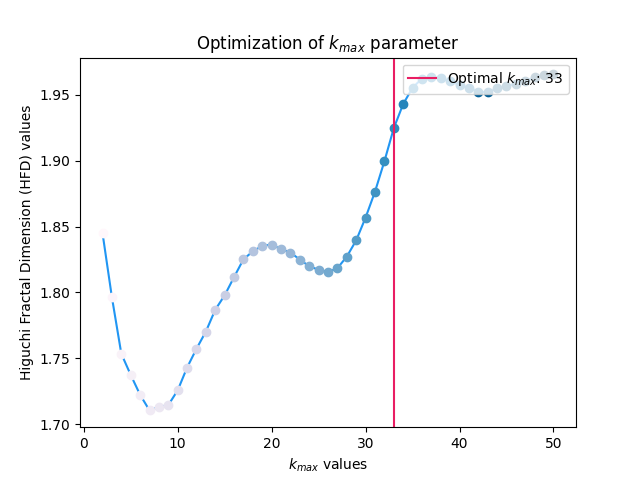 Optimization of k_max parameter
Optimal k_max: 33
Higuchi Fractal Dimension (HFD) values
1.95
1.90
1.85
1.80
1.75
1.70
0 10 20 30 40 50
k_max values